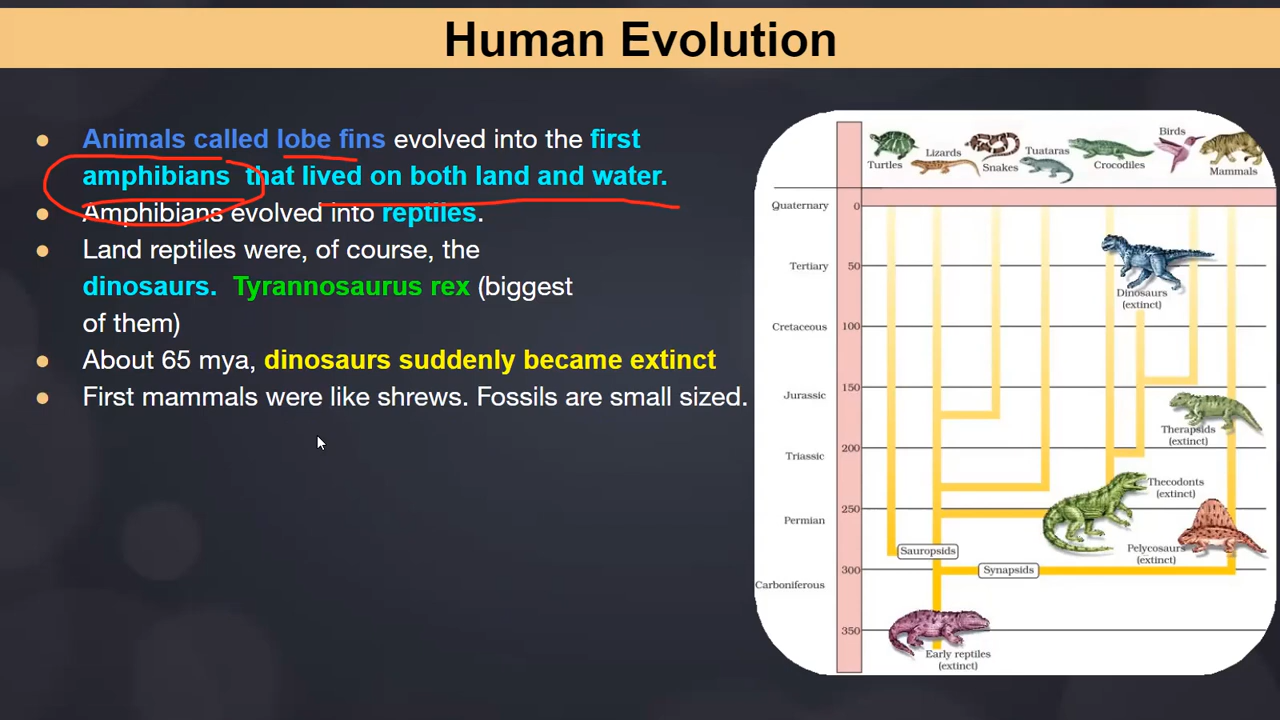 Human Evolution
Animals called lobe fins evolved into the first
amphibians that lived on both land and water.
Amphibians evolved into reptiles.
Land reptiles were, of course, the
dinosaurs. Tyrannosaurus rex (biggest
of them)
About 65 mya, dinosaurs suddenly became extinct
First mammals were like shrews. Fossils are small sized.
Turtles
Lizards
Snakes
Tuataras
Crocodiles
Birds
Mammals
Quaternary
0
Tertiary
50
Dinosaurs
(extinct)
Cretaceous
100
150
Jurassic
Therapsids
(extinct)
200
Triassic
Thecodonts
(extinct)
250
Permian
Pelycosaurs
(extinct)
Sauropsids
300
Synapsids
Carboniferous
350
Early reptiles
(extinct)